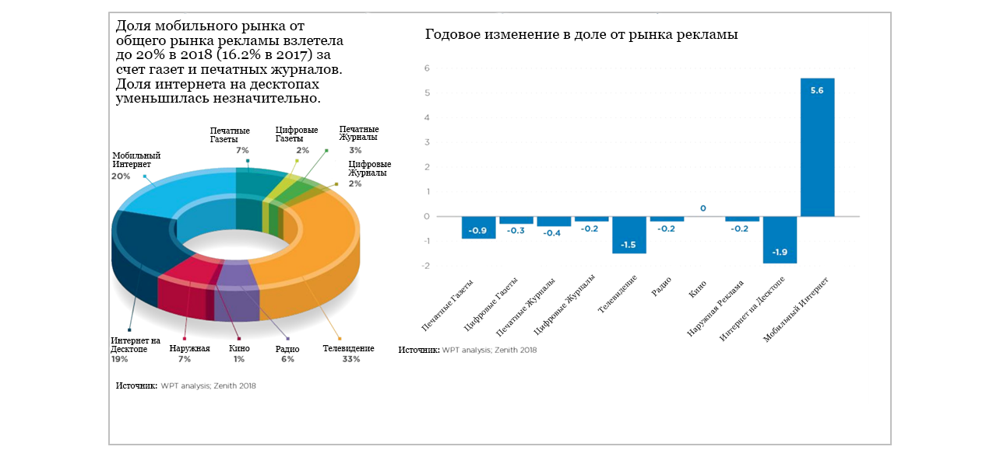 Доля мобильного рынка от
общего рынка рекламы взлетела
до 20% в 2018 (16.2% в 2017) за
счет газет и печатных журналов.
Доля интернета на десктопах
уменьшилась незначительно.
Печатные
Газеты
7%
Цифровые
Газеты
2%
Печатные
Журналы
3%
Цифровые
Журналы
2%
Мобильный
Интернет
20%
Интернет на
Десктопе
19%
Наружная
7%
Кино
1%
Радио
6%
Телевидение
33%
Источник: WPT analysis; Zenith 2018
Годовое изменение в доле от рынка рекламы
6
5
4
3
2
1
0
-1
-2
-0.9
-0.3
-0.4
-0.2
-1.5
-0.2
0
-0.2
-1.9
5.6
Печатные Газеты
Цифровые Газеты
Печатные Журналы
Цифровые Журналы
Телевидение
Радио
Кино
Наружная Реклама
Интернет на Десктопе
Мобильный Интернет
Источник: WPT analysis; Zenith 2018